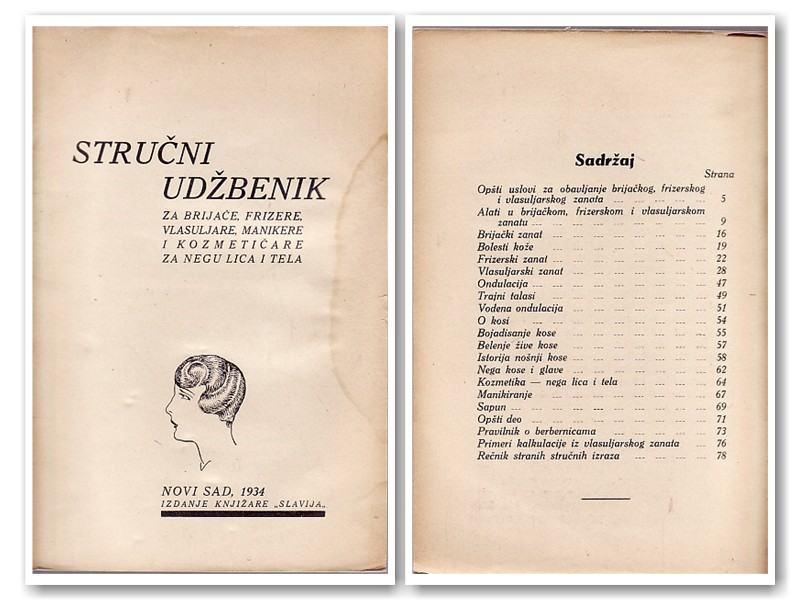 STRUČNI
UDŽBENIK
ZA BRIJAČE, FRIZERE,
VLASULJARE, MANIKERE
I KOZMETIČARE
ZA NEGU LICA I TELA
NOVI SAD, 1934
IZDANJE KNJIŽARE „SLAVIJA„
Sadržaj
Strana
Opšti uslovi za obavljanje brijačkog, frizerskog
i vlasuljarskog zanata 5
Alati u brijačkom, frizerskom i vlasuljarskom
zanatu 9
Brijački zanat 16
Bolesti kože 19
Frizerski zanat 22
Vlasuljarski zanat 28
Ondulacija 47
Trajni talasi 49
Vodena ondulacija 51
O kosi 54
Bojadisanje kose 55
Belenje žive kose 57
Istorija nošnji kose 58
Nega kose i glave 62
Kozmetika — nega lica i tela 64
Manikiranje 67
Sapun 69
Opšti deo 71
Pravilnik o berbernicama 73
Primeri kalkulacije iz vlasuljarskog zanata 76
Rečnik stranih stručnih izraza 78